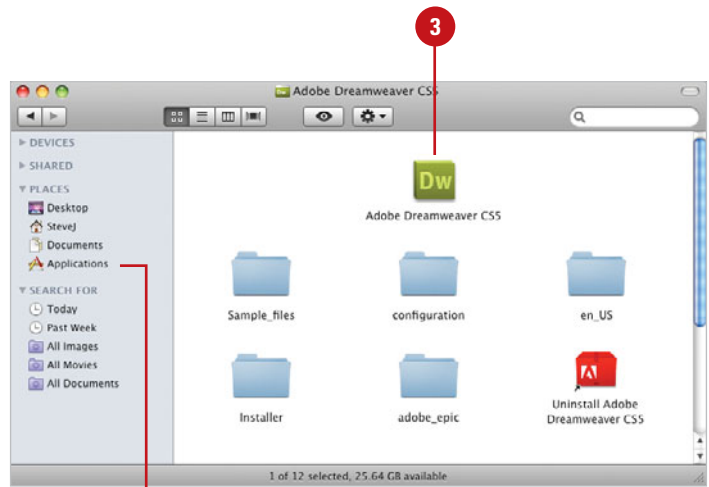 3
Adobe Dreamweaver CS5
DEVICES
SHARED
PLACES
Desktop
SteveJ
Documents
Applications
SEARCH FOR
Today
Past Week
All Images
All Movies
All Documents
Dw
Adobe Dreamweaver CS5
Sample_files
configuration
en_US
Installer
adobe_epic
Uninstall Adobe
Dreamweaver CS5
1 of 12 selected, 25.64 GB available